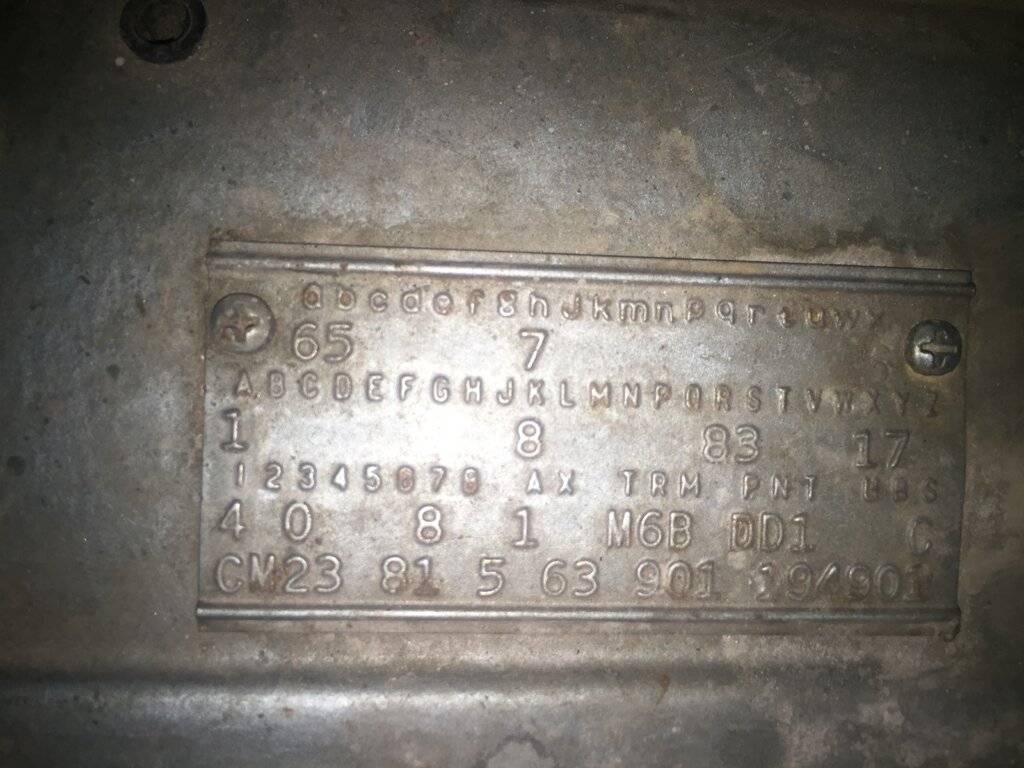 abcdefghJkmnpqrtuwx
65 7
ABCDEFGHJKLMNPQRSTVWXYZ
1 8 83 17
12345678 AX TRM PNT UBS
4 0 8 1 M6B DD1 C
CM23 81 5 63 901 194901